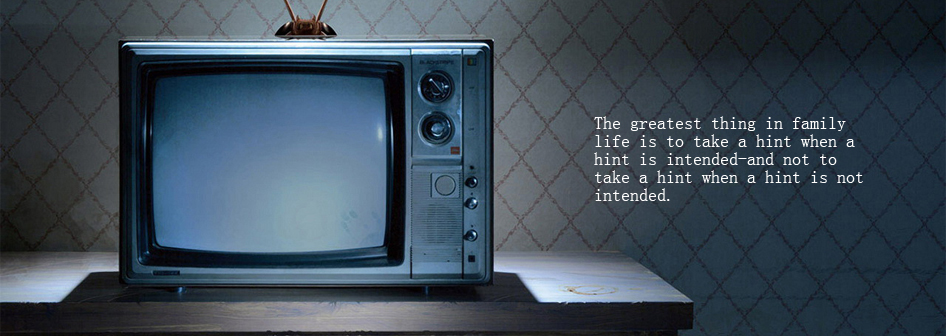 The greatest thing in family
life is to take a hint when a
hint is intended—and not to
take a hint when a hint is not
intended.